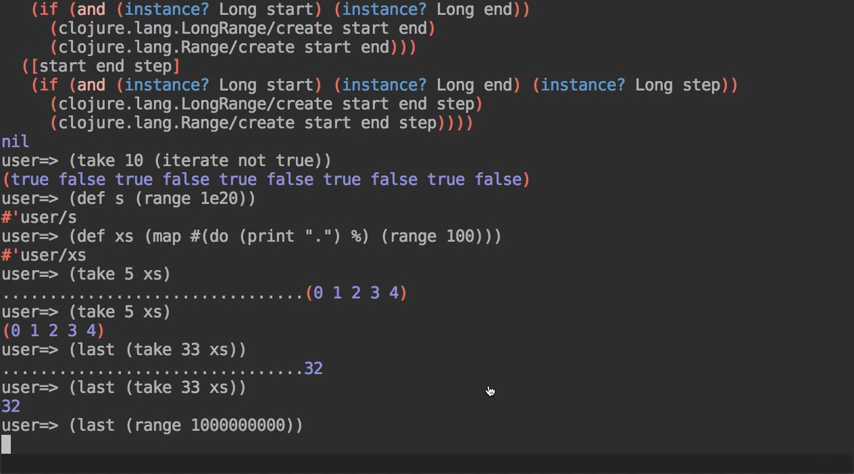 (if (and (instance? Long start) (instance? Long end))
(clojure.lang.LongRange/create start end)
(clojure.lang.Range/create start end)))
([start end step]
(if (and (instance? Long start) (instance? Long end) (instance? Long step))
(clojure.lang.LongRange/create start end step)
(clojure.lang.Range/create start end step))))
nil
user=> (take 10 (iterate not true))
(true false true false true false true false true false)
user=> (def s (range 1e20))
#'user/s
user=> (def xs (map #(do (print ".") %) (range 100)))
#'user/xs
user=> (take 5 xs)
................................(0 1 2 3 4)
user=> (take 5 xs)
(0 1 2 3 4)
user=> (last (take 33 xs))
................................32
user=> (last (take 33 xs))
32
user=> (last (range 1000000000))